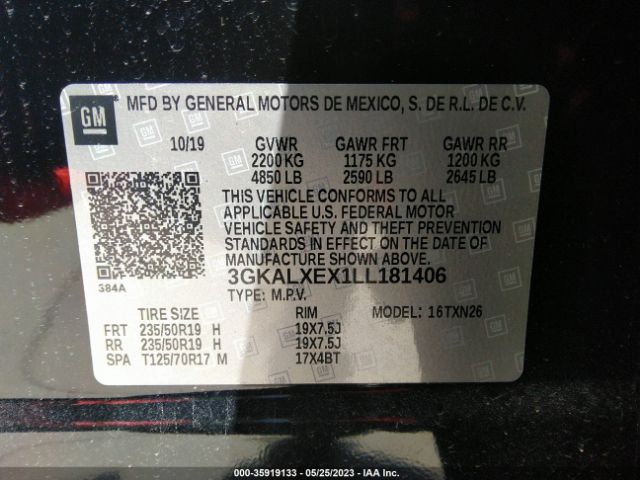 GM
MFD BY GENERAL MOTORS DE MEXICO, S. DE R.L. DE C.V.
10/19 GVWR GAWR FRT GAWR RR
2200 KG 1175 KG 1200 KG
4850 LB 2590 LB 2645 LB
THIS VEHICLE CONFORMS TO ALL
APPLICABLE U.S. FEDERAL MOTOR
VEHICLE SAFETY AND THEFT PREVENTION
STANDARDS IN EFFECT ON THE DATE OF
MANUFACTURE SHOWN ABOVE.
384A
3GKALXEX1LL181406
TYPE: M.P.V.
TIRE SIZE RIM MODEL: 16TXN26
FRT 235/50R19 H 19X7.5J
RR 235/50R19 H 19X7.5J
SPA T125/70R17 M 17X4BT
000-35919133 - 05/25/2023 - IAA Inc.